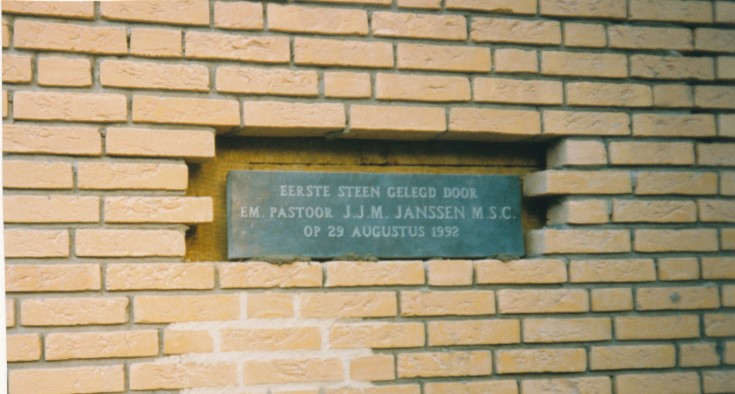 EERSTE STEEN GELEGD DOOR
EM. PASTOOR J.J.M. JANSSEN M.S.C.
OP 29 AUGUSTUS 1992